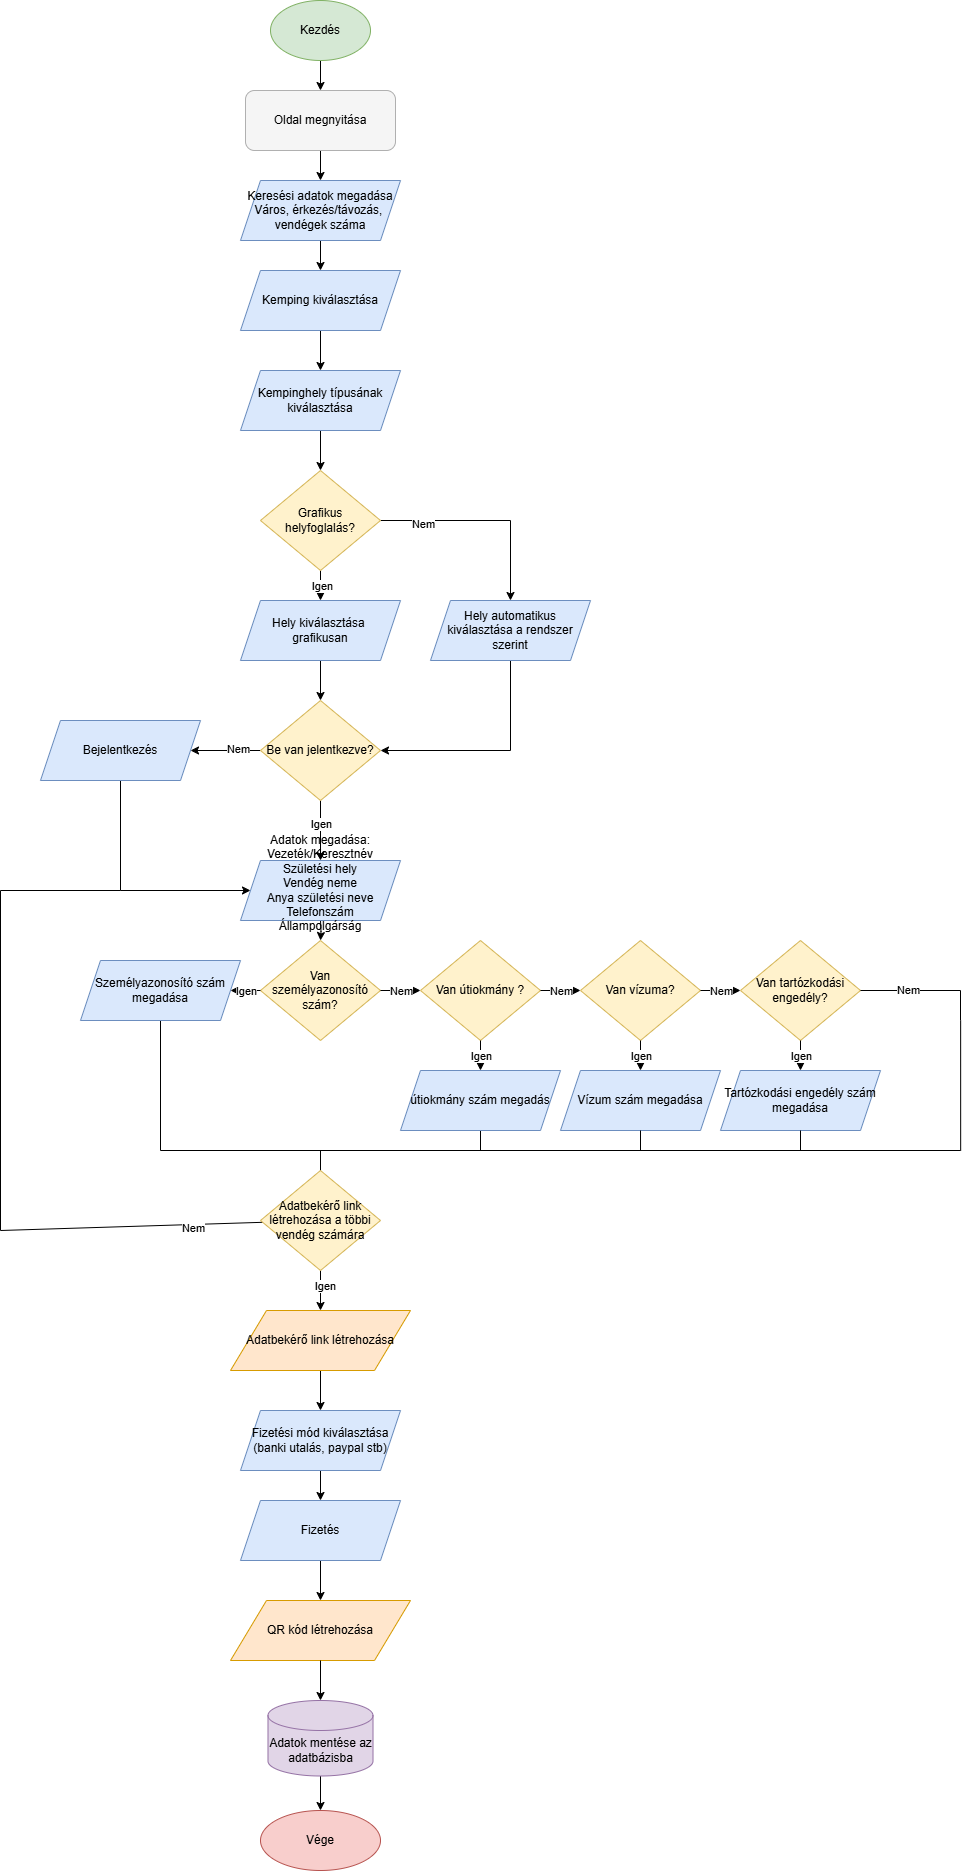 Kezdés
Oldal megnyitása
Keresési adatok megadása
Város, érkezés/távozás,
vendégek száma
Kemping kiválasztása
Kempinghely típusának
kiválasztása
Grafikus
helyfoglalás?
Nem
Igen
Hely kiválasztása
grafikusan
Hely automatikus
kiválasztása a rendszer
szerint
Bejelentkezés
Nem
Be van jelentkezve?
Igen
Adatok megadása:
Vezeték/Keresztnév
Születési hely
Vendég neme
Anya születési neve
Telefonszám
Állampolgárság
Személyazonosító szám
megadása
Igen
Van
személyazonosító
szám?
Nem
Van útiokmány ?
Nem
Van vízuma?
Nem
Van tartózkodási
engedély?
Nem
Igen
Igen
Igen
útiokmány szám megadás
Vízum szám megadása
Tartózkodási engedély szám
megadása
Adatbekérő link
létrehozása a többi
vendég számára
Nem
Igen
Adatbekérő link létrehozása
Fizetési mód kiválasztása
(banki utalás, paypal stb)
Fizetés
QR kód létrehozása
Adatok mentése az
adatbázisba
Vége